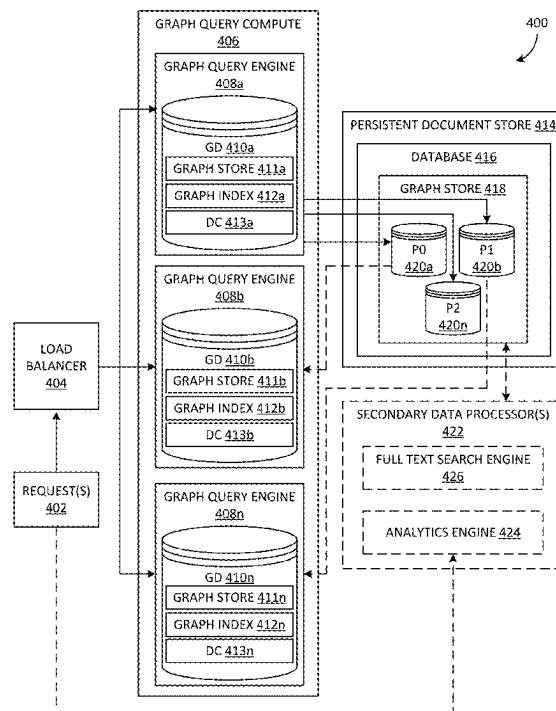 400
GRAPH QUERY COMPUTE
406
GRAPH QUERY ENGINE
408a
GD 410a
GRAPH STORE 411a
GRAPH INDEX 412a
DC 413a
GRAPH QUERY ENGINE
408b
GD 410b
GRAPH STORE 411b
GRAPH INDEX 412b
DC 413b
GRAPH QUERY ENGINE
408n
GD 410n
GRAPH STORE 411n
GRAPH INDEX 412n
DC 413n
LOAD
BALANCER
404
REQUEST(S)
402
PERSISTENT DOCUMENT STORE 414
DATABASE 416
GRAPH STORE 418
P0
420a
P1
420b
P2
420n
SECONDARY DATA PROCESSOR(S)
422
FULL TEXT SEARCH ENGINE
426
ANALYTICS ENGINE 424